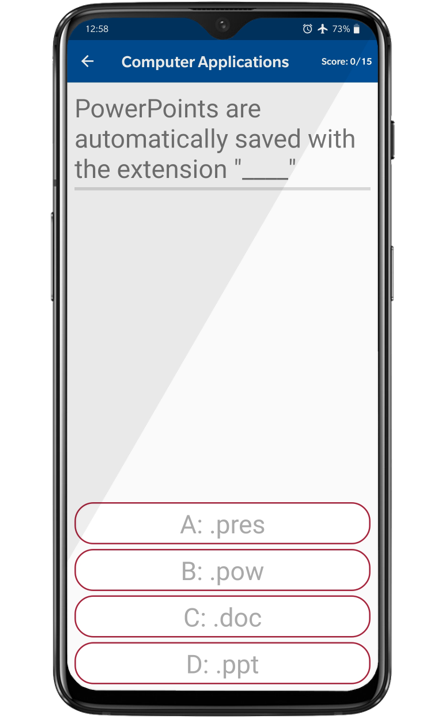 12:58 73%
Computer Applications Score: 0/15
PowerPoints are
automatically saved with
the extension "____"
A: .pres
B: .pow
C: .doc
D: .ppt